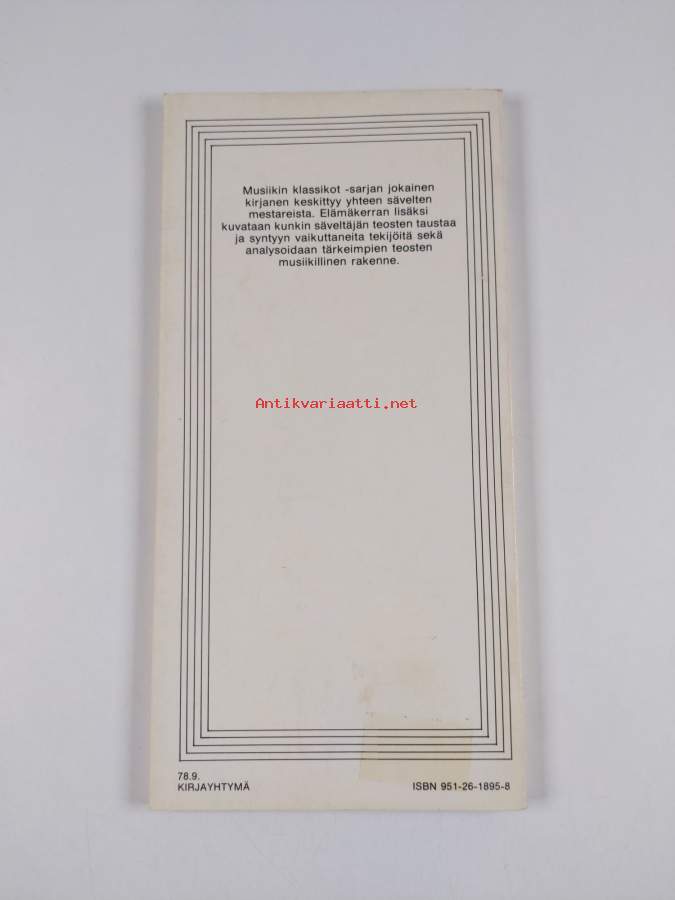 Musiikin klassikot -sarjan jokainen
kirjanen keskittyy yhteen sävelten
mestareista. Elämäkerran lisäksi
kuvataan kunkin säveltäjän teosten taustaa
ja syntyyn vaikuttaneita tekijöitä sekä
analysoidaan tärkeimpien teosten
musiikillinen rakenne.
Antikvariaatti.net
78.9.
KIRJAYHTYMÄ
ISBN 951-26-1895-8